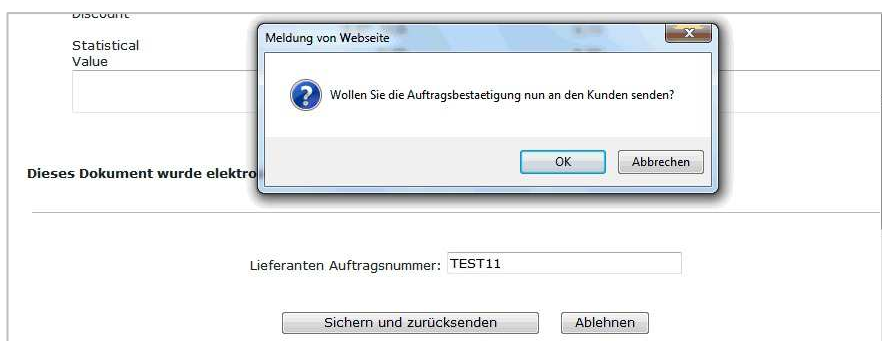 Discount
Meldung von Webseite
Statistical
Value
Wollen Sie die Auftragsbestaetigung nun an den Kunden senden?
OK
Abbrechen
Dieses Dokument wurde
Lieferanten Auftragsnummer: TEST11
Sichern und zurücksenden
Ablehnen